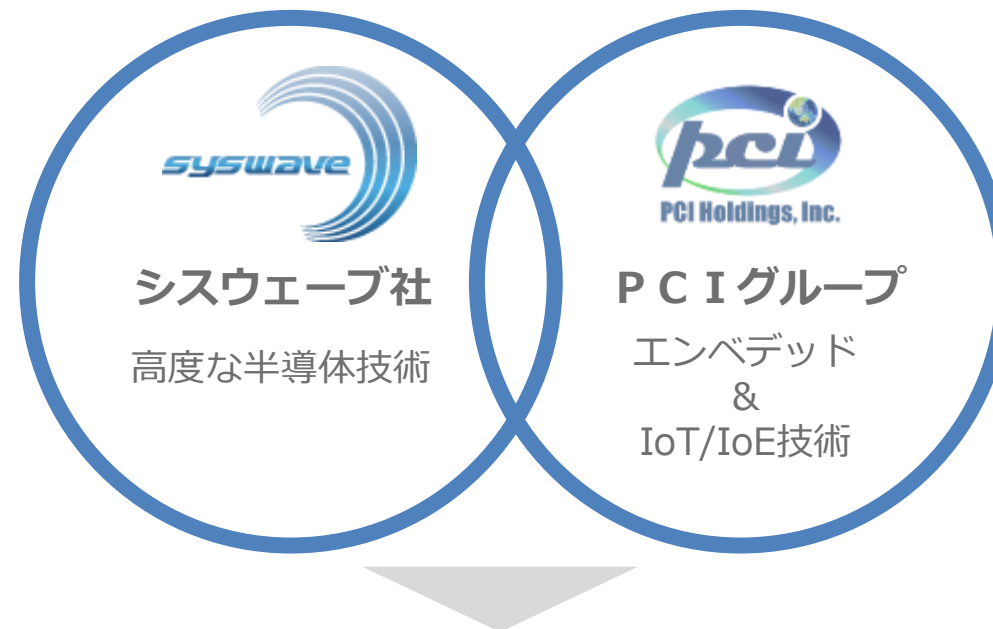 syswave
シスウェーブ社
高度な半導体技術
pci
PCI Holdings, Inc.
ＰＣＩグループ
エンベデッド
&
IoT/IoE技術